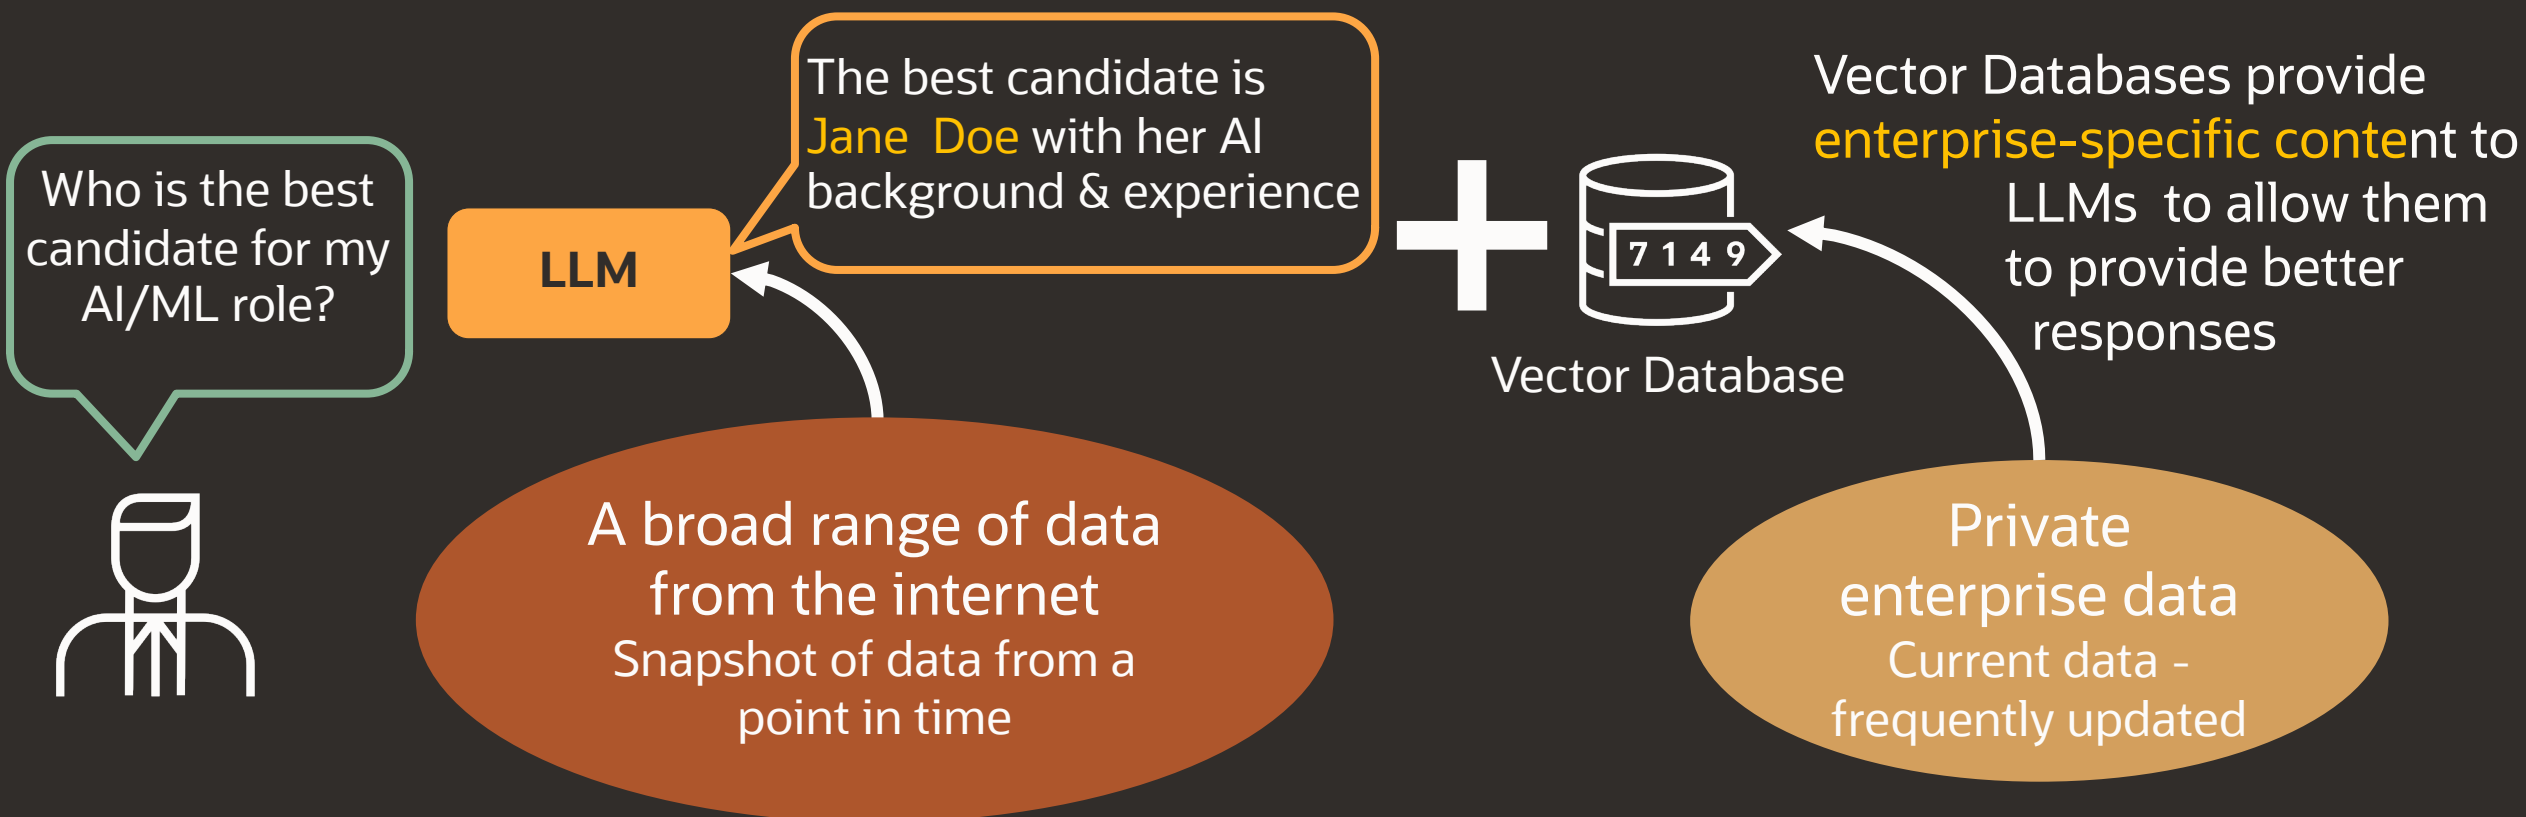 Who is the best
candidate for my
AI/ML role?
LLM
The best candidate is
Jane Doe with her AI
background & experience
7 1 4 9
Vector Database
Vector Databases provide
enterprise-specific content to
LLMs to allow them
to provide better
responses
A broad range of data
from the internet
Snapshot of data from a
point in time
Private
enterprise data
Current data -
frequently updated